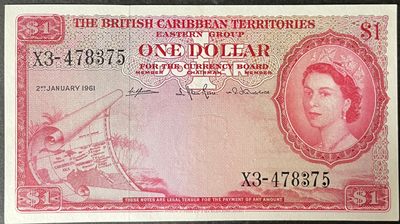 THE BRITISH CARIBBEAN TERRITORIES
EASTERN GROUP
$1
$1
X3-478375
ONE DOLLAR
FOR THE CURRENCY BOARD
MEMBER CHAIRMAN MEMBER
2ND JANUARY 1961
X3-478375
$1
THESE NOTES ARE LEGAL TENDER FOR THE PAYMENT OF ANY AMOUNT
$1